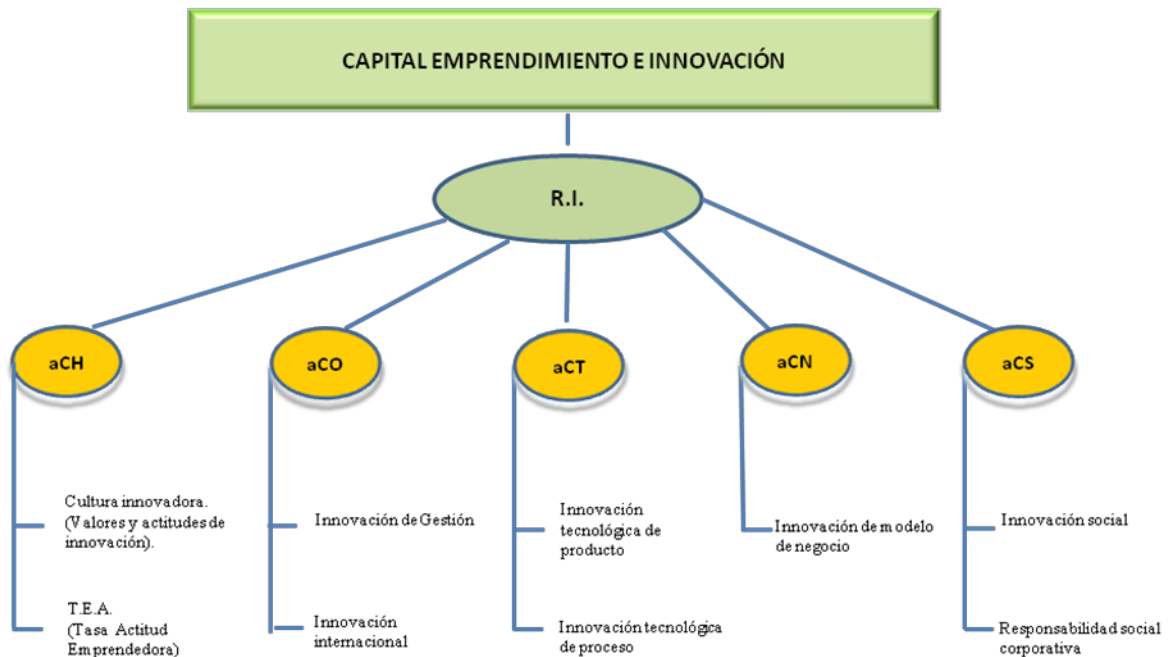 CAPITAL EMPRENDIMIENTO E INNOVACIÓN
R.I.
aCH
aCO
aCT
aCN
aCS
Cultura innovadora.
(Valores y actitudes de
innovación).
T.E.A.
(Tasa Actitud
Emprendedora)
Innovación de Gestión
Innovación
internacional
Innovación
tecnológica de
producto
Innovación tecnológica
de proceso
Innovación de modelo
de negocio
Innovación social
Responsabilidad social
corporativa